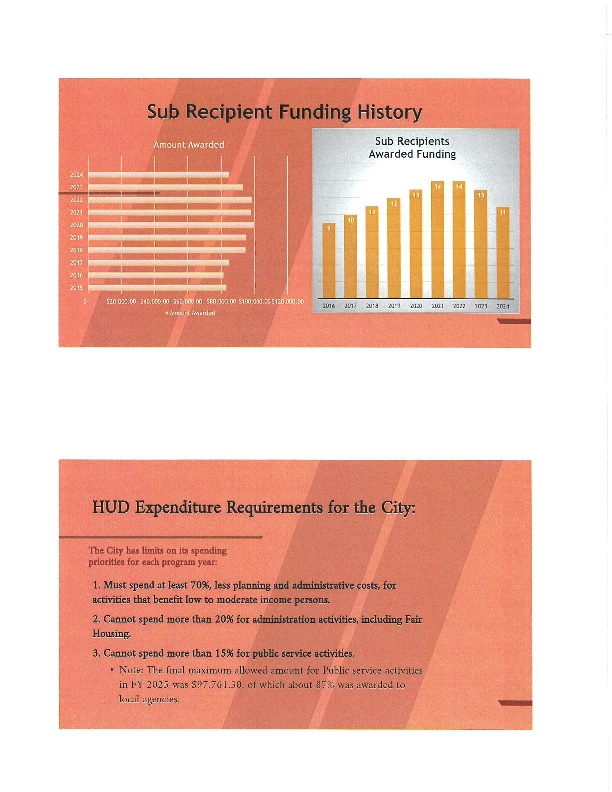 Sub Recipient Funding History
Amount Awarded
2024
2023
2022
2021
2020
2019
2018
2017
2016
2015
$- $20,000.00 $40,000.00 $60,000.00 $80,000.00 $100,000.00 $120,000.00
Amount Awarded
Sub Recipients
Awarded Funding
9 10 11 12 13 14 14 13 11
2016 2017 2018 2019 2020 2021 2022 2023 2024
HUD Expenditure Requirements for the City:
The City has limits on its spending
priorities for each program year:
1. Must spend at least 70%, less planning and administrative costs, for
activities that benefit low to moderate income persons.
2. Cannot spend more than 20% for administration activities, including Fair
Housing.
3. Cannot spend more than 15% for public service activities.
• Note: The final maximum allowed amount for Public service activities
in FY 2023 was $97,761.30, of which about 87% was awarded to
local agencies.